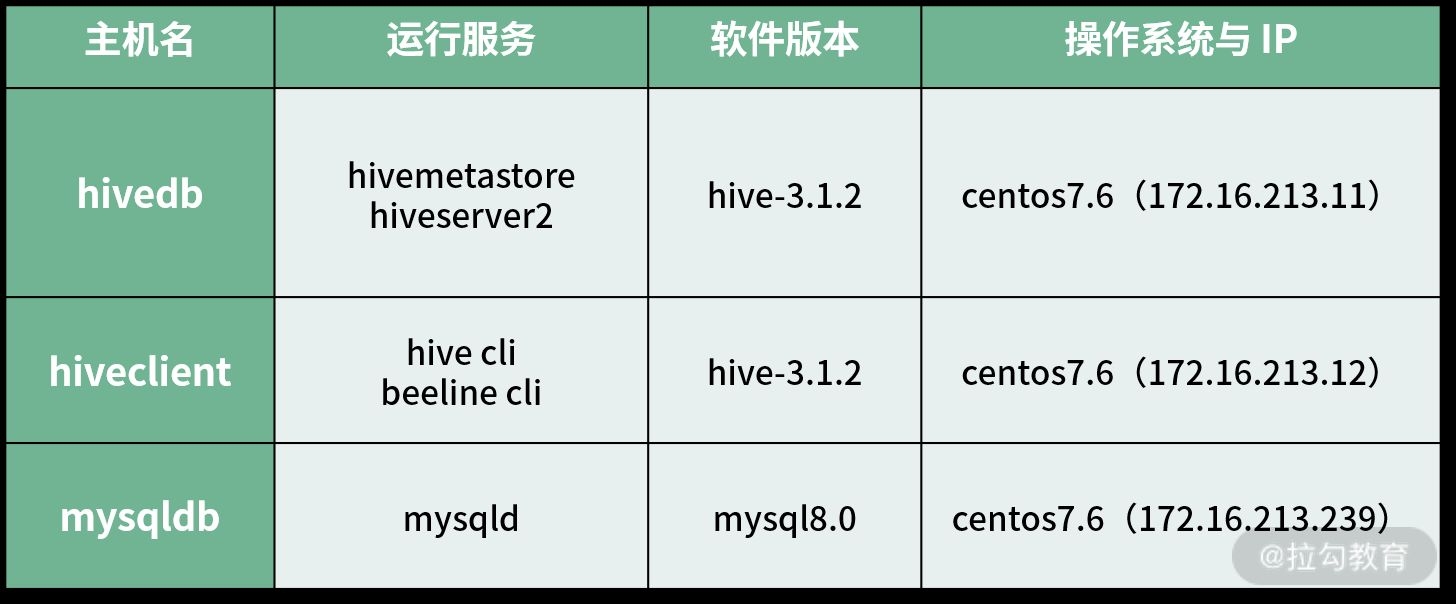 主机名 运行服务 软件版本 操作系统与 IP
hivedb
hivemetastore
hiveserver2
hive-3.1.2
centos7.6（172.16.213.11）
hiveclient
hive cli
beeline cli
hive-3.1.2
centos7.6（172.16.213.12）
mysqldb
mysqld
mysql8.0
centos7.6（172.16.213.239）
@拉勾教育